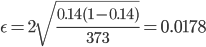 ϵ = 2√(0.14(1−0.14)/373) = 0.0178